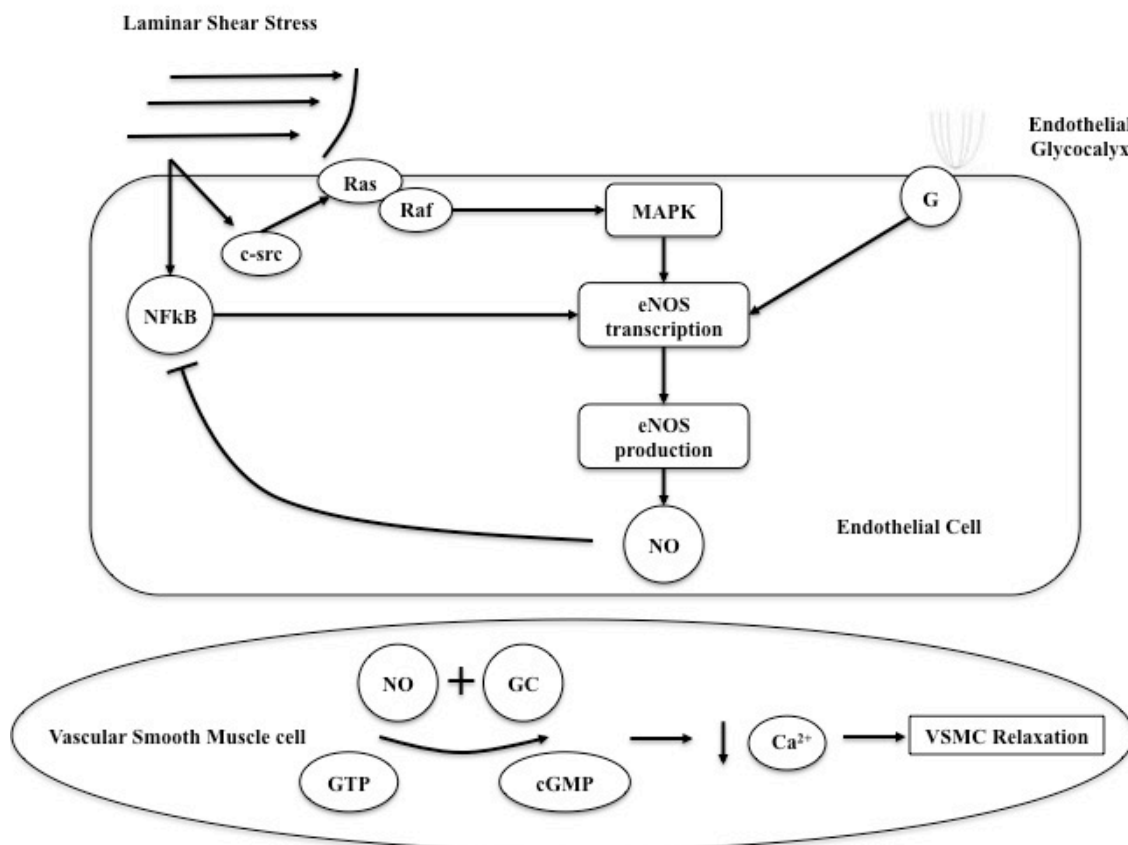 Laminar Shear Stress
Endothelial
Glycocalyx
Ras
Raf
MAPK
G
c-src
NFkB
eNOS
transcription
eNOS
production
NO
Endothelial Cell
NO
+
GC
Vascular Smooth Muscle cell
Ca²⁺
VSMC Relaxation
GTP
cGMP